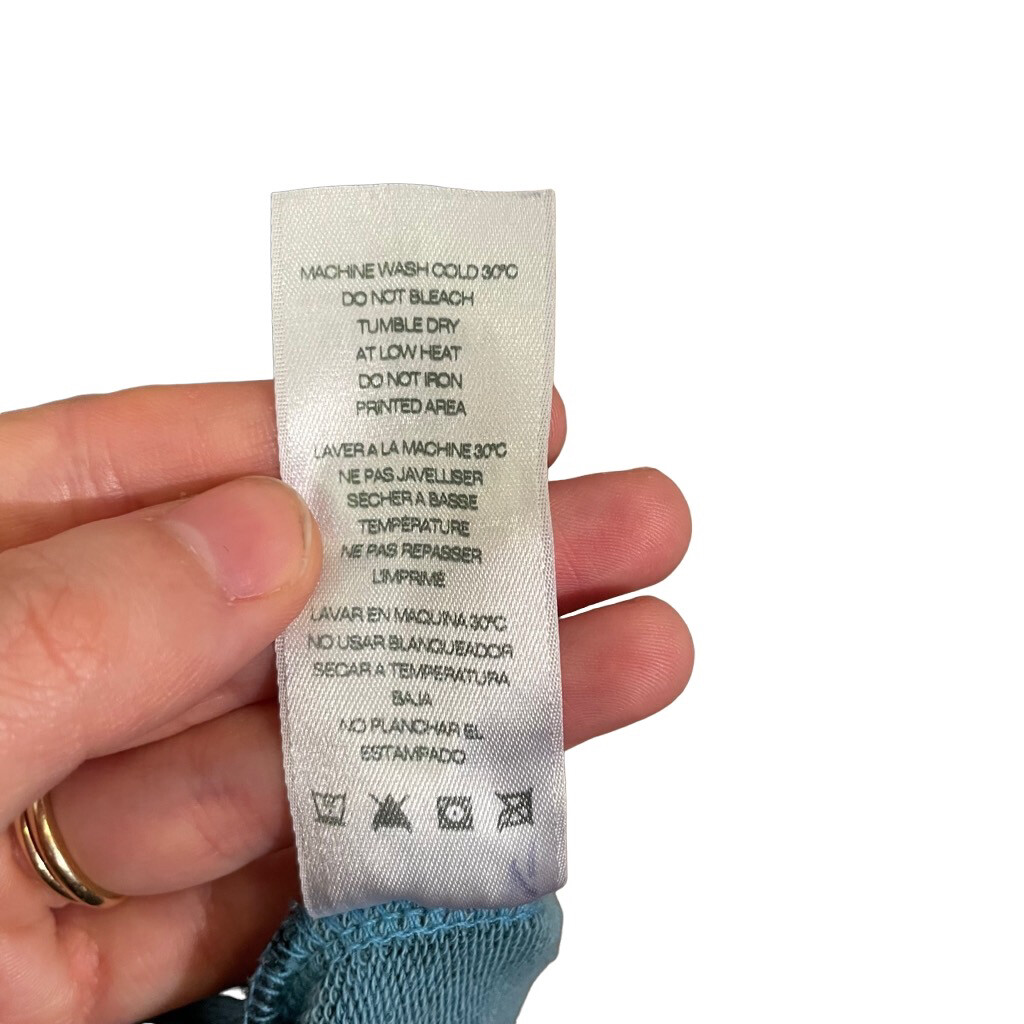 MACHINE WASH COLD 30°C
DO NOT BLEACH
TUMBLE DRY
AT LOW HEAT
DO NOT IRON
PRINTED AREA
LAVER A LA MACHINE 30°C
NE PAS JAVELLISER
SECHER A BASSE
TEMPERATURE
NE PAS REPASSER
L'IMPRIME
LAVAR EN MAQUINA 30°C
NO USAR BLANQUEADOR
SECAR A TEMPERATURA
BAJA
NO PLANCHAR EL
ESTAMPADO